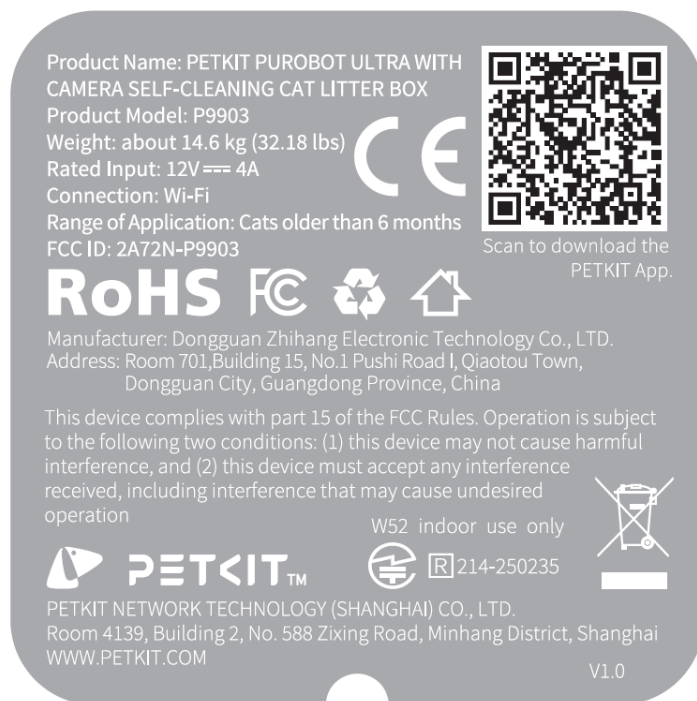 Product Name: PETKIT PUROBOT ULTRA WITH
CAMERA SELF-CLEANING CAT LITTER BOX
Product Model: P9903
Weight: about 14.6 kg (32.18 lbs)
Rated Input: 12V⎓4A
Connection: Wi-Fi
Range of Application: Cats older than 6 months
FCC ID: 2A72N-P9903
CE
Scan to download the
PETKIT App.
RoHS FC
Manufacturer: Dongguan Zhihang Electronic Technology Co., LTD.
Address: Room 701,Building 15, No.1 Pushi Road I, Qiaotou Town,
Dongguan City, Guangdong Province, China
This device complies with part 15 of the FCC Rules. Operation is subject
to the following two conditions: (1) this device may not cause harmful
interference, and (2) this device must accept any interference
received, including interference that may cause undesired
operation
W52 indoor use only
PETKIT™
R 214-250235
PETKIT NETWORK TECHNOLOGY (SHANGHAI) CO., LTD.
Room 4139, Building 2, No. 588 Zixing Road, Minhang District, Shanghai
WWW.PETKIT.COM
V1.0